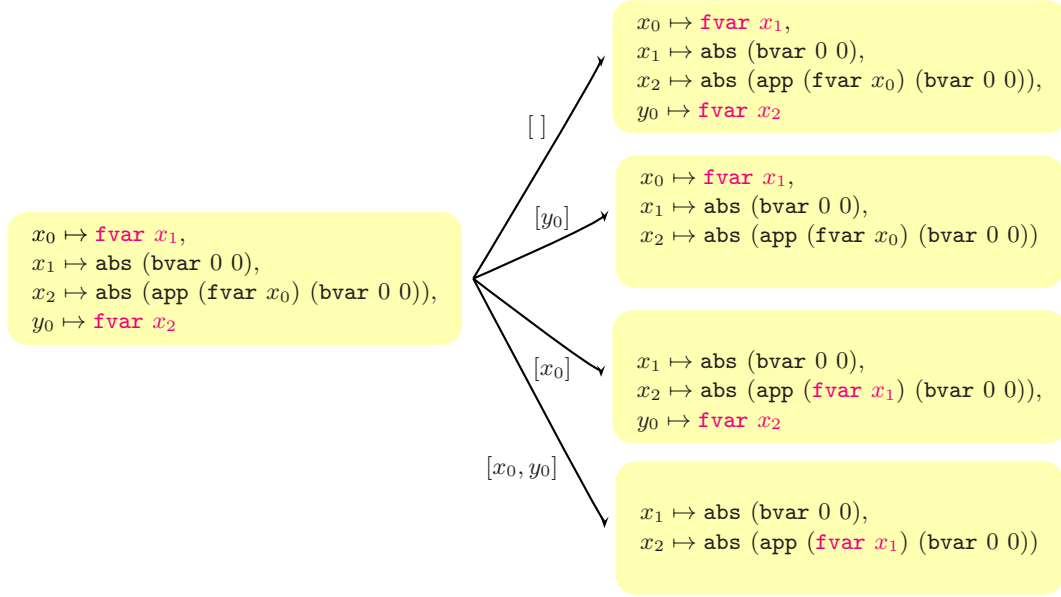 x₀ ↦ fvar x₁,
x₁ ↦ abs (bvar 0 0),
x₂ ↦ abs (app (fvar x₀) (bvar 0 0)),
y₀ ↦ fvar x₂
[ ]
[y₀]
[x₀]
[x₀, y₀]
x₀ ↦ fvar x₁,
x₁ ↦ abs (bvar 0 0),
x₂ ↦ abs (app (fvar x₀) (bvar 0 0)),
y₀ ↦ fvar x₂
x₀ ↦ fvar x₁,
x₁ ↦ abs (bvar 0 0),
x₂ ↦ abs (app (fvar x₀) (bvar 0 0))
x₁ ↦ abs (bvar 0 0),
x₂ ↦ abs (app (fvar x₁) (bvar 0 0)),
y₀ ↦ fvar x₂
x₁ ↦ abs (bvar 0 0),
x₂ ↦ abs (app (fvar x₁) (bvar 0 0))